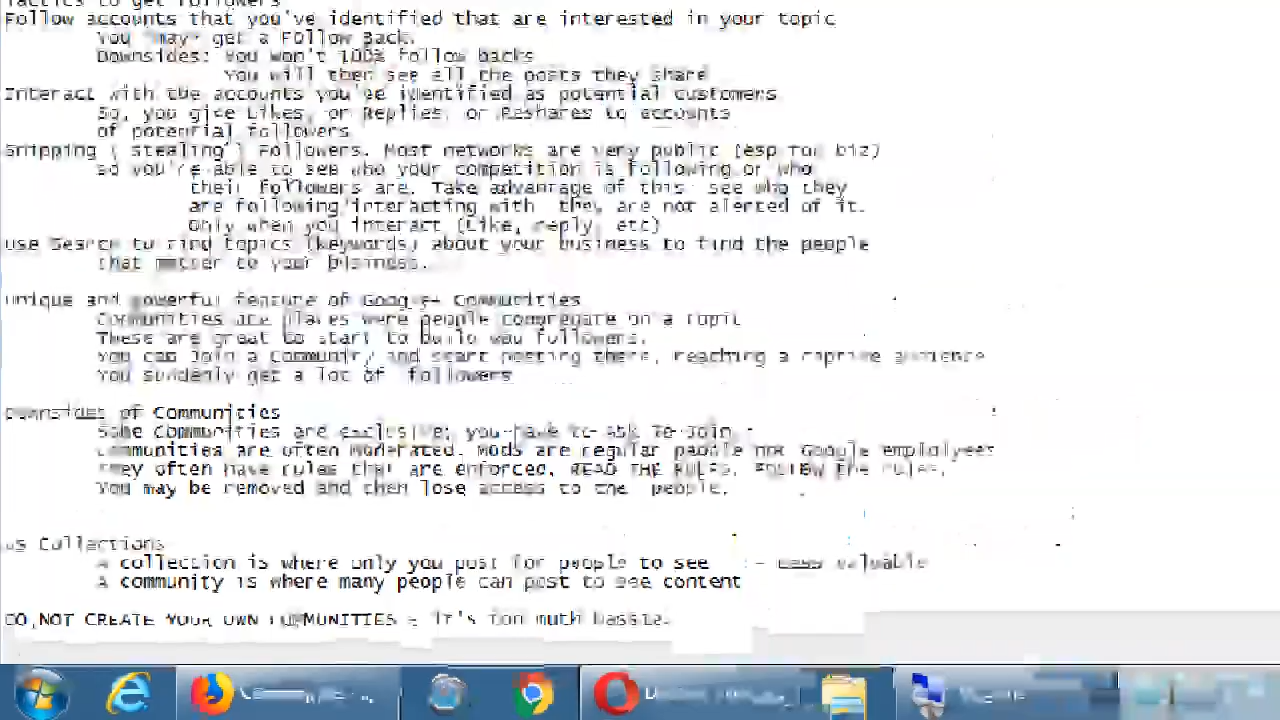 Tactics to get followers
Follow accounts that you've identified that are interested in your topic
You "may" get a Follow Back.
Downsides: You won't 100% follow backs
You will then see all the posts they share
Interact with the accounts you've identified as potential customers
So, you give Likes, or Replies, or Reshares to accounts
of potential followers
Followers. Most networks are very public (esp for biz)
so you're able to see who your competition is following or who
their followers are. Take advantage of this see who they
are following/interacting with they are not alerted of it.
Only when you interact (Like, reply, etc)
Use Search to find topics (keywords) about your business to find the people
that matter to your business.
Unique and powerful feature of Google+ Communities
Communities are places were people congregate on a topic
These are great to start to build you followers.
You can Join a Community and start posting there, reaching a captive audience
You suddenly get a lot of followers
Downsides of Communities
Some Communities are exclusive, you have to Ask To Join
Communities are often Moderated. Mods are regular people not Google employees
They often have rules that are enforced. READ THE RULES. FOLLOW the rules.
You may be removed and then lose access to the people.
vs Collections
A collection is where only you post for people to see valuable
A community is where many people can post to see content
DO NOT CREATE YOUR OWN COMMUNITIES it's too much hassle.